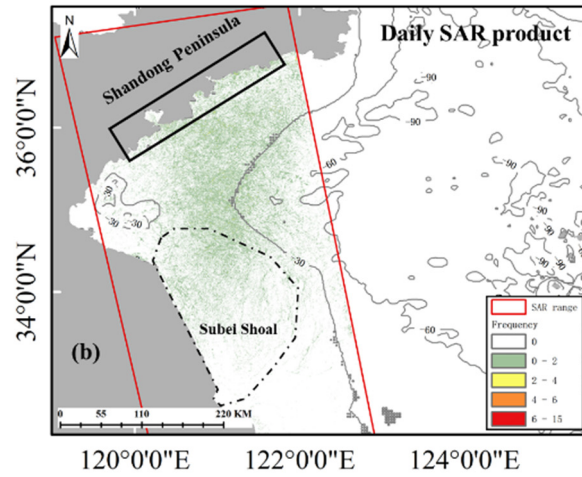 N
Daily SAR product
Shandong Peninsula
36°0'0"N
34°0'0"N
-90
-90
-60
-90
-90
-90
-90
-30
-30
-30
-30
-60
Subei Shoal
(b)
SAR range
Frequency
0
0 - 2
2 - 4
4 - 6
6 - 15
0 55 110 220 KM
120°0'0"E 122°0'0"E 124°0'0"E